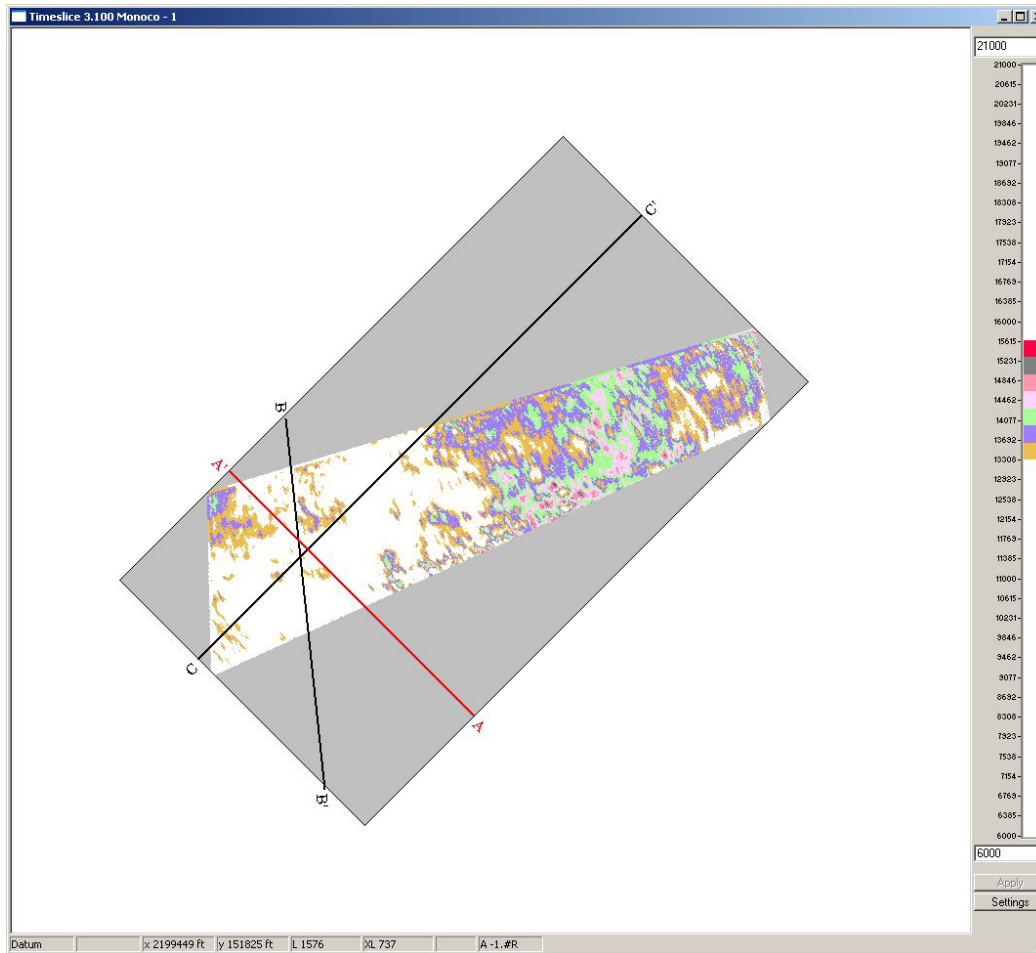 Timeslice 3.100 Monoco - 1
21000
21000
20615
20231
19846
19462
19077
18692
18308
17923
17538
17154
16769
16385
16000
15615
15231
14846
14462
14077
13692
13308
12923
12538
12154
11769
11385
11000
10615
10231
9846
9462
9077
8692
8308
7923
7538
7154
6769
6385
6000
6000
Apply
Settings
C'
B
A'
C
A
B'
Datum
x 2199449 ft
y 151825 ft
L 1576
XL 737
A -1.#R